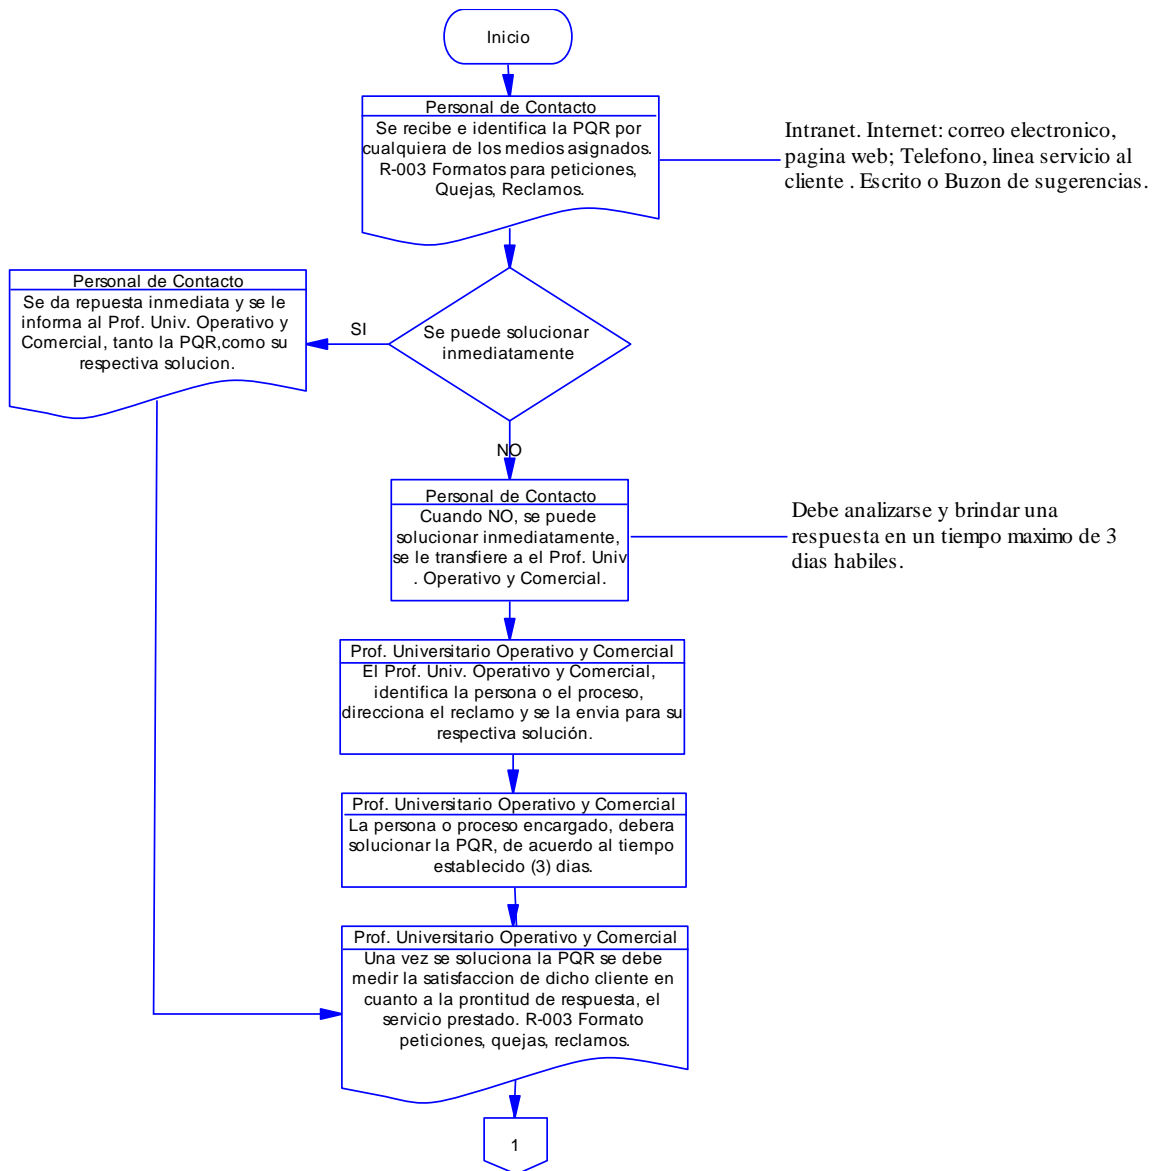 Inicio
Personal de Contacto
Se recibe e identifica la PQR por
cualquiera de los medios asignados.
R-003 Formatos para peticiones,
Quejas, Reclamos.
Intranet. Internet: correo electronico,
pagina web; Telefono, linea servicio al
cliente . Escrito o Buzon de sugerencias.
Personal de Contacto
Se da repuesta inmediata y se le
informa al Prof. Univ. Operativo y
Comercial, tanto la PQR,como su
respectiva solucion.
SI
Se puede solucionar
inmediatamente
NO
Personal de Contacto
Cuando NO, se puede
solucionar inmediatamente,
se le transfiere a el Prof. Univ
. Operativo y Comercial.
Debe analizarse y brindar una
respuesta en un tiempo maximo de 3
dias habiles.
Prof. Universitario Operativo y Comercial
El Prof. Univ. Operativo y Comercial,
identifica la persona o el proceso,
direcciona el reclamo y se la envia para su
respectiva solución.
Prof. Universitario Operativo y Comercial
La persona o proceso encargado, debera
solucionar la PQR, de acuerdo al tiempo
establecido (3) dias.
Prof. Universitario Operativo y Comercial
Una vez se soluciona la PQR se debe
medir la satisfaccion de dicho cliente en
cuanto a la prontitud de respuesta, el
servicio prestado. R-003 Formato
peticiones, quejas, reclamos.
1